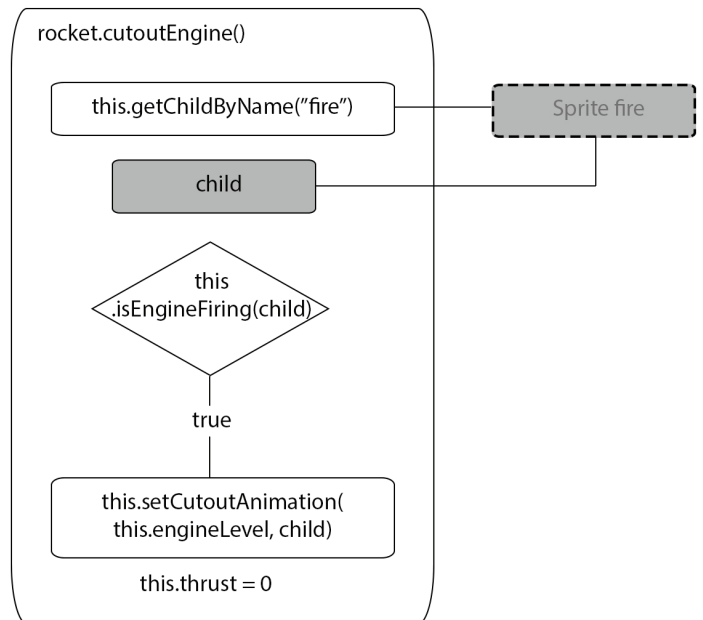 rocket.cutoutEngine()
this.getChildByName(”fire”)
Sprite fire
child
this
.isEngineFiring(child)
true
this.setCutoutAnimation(
this.engineLevel, child)
this.thrust = 0